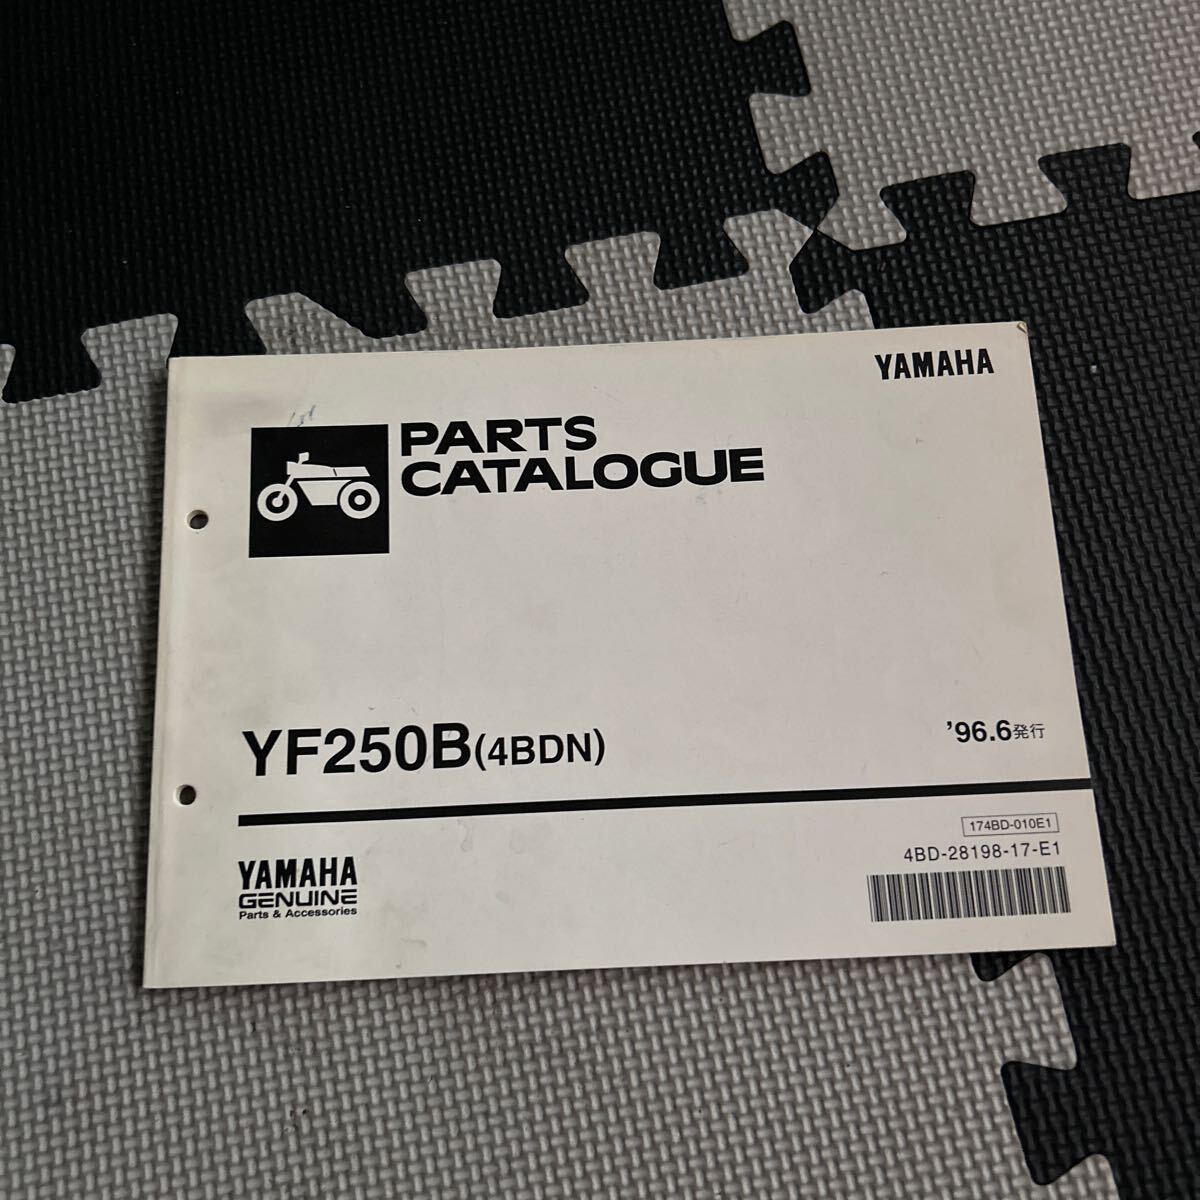 YAMAHA
PARTS
CATALOGUE
YF250B(4BDN)
'96.6発行
174BD-010E1
4BD-28198-17-E1
YAMAHA
GENUINE
Parts & Accessories